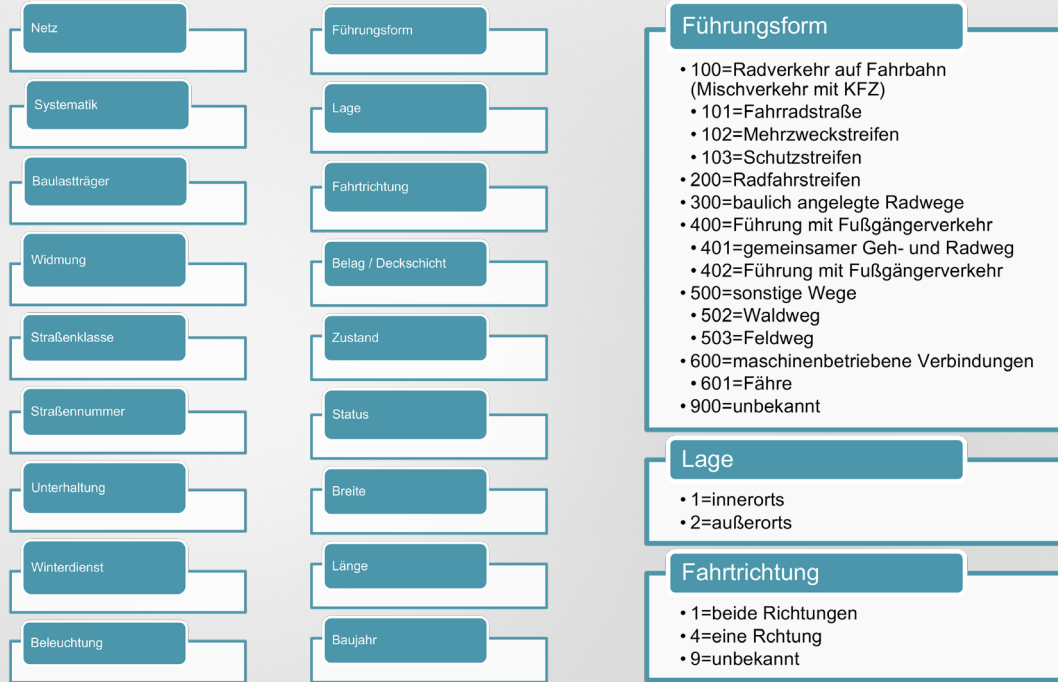 Netz
Systematik
Baulastträger
Widmung
Straßenklasse
Straßennummer
Unterhaltung
Winterdienst
Beleuchtung
Führungsform
Lage
Fahrtrichtung
Belag / Deckschicht
Zustand
Status
Breite
Länge
Baujahr
Führungsform
• 100=Radverkehr auf Fahrbahn
(Mischverkehr mit KFZ)
• 101=Fahrradstraße
• 102=Mehrzweckstreifen
• 103=Schutzstreifen
• 200=Radfahrstreifen
• 300=baulich angelegte Radwege
• 400=Führung mit Fußgängerverkehr
• 401=gemeinsamer Geh- und Radweg
• 402=Führung mit Fußgängerverkehr
• 500=sonstige Wege
• 502=Waldweg
• 503=Feldweg
• 600=maschinenbetriebene Verbindungen
• 601=Fähre
• 900=unbekannt
Lage
• 1=innerorts
• 2=außerorts
Fahrtrichtung
• 1=beide Richtungen
• 4=eine Rchtung
• 9=unbekannt